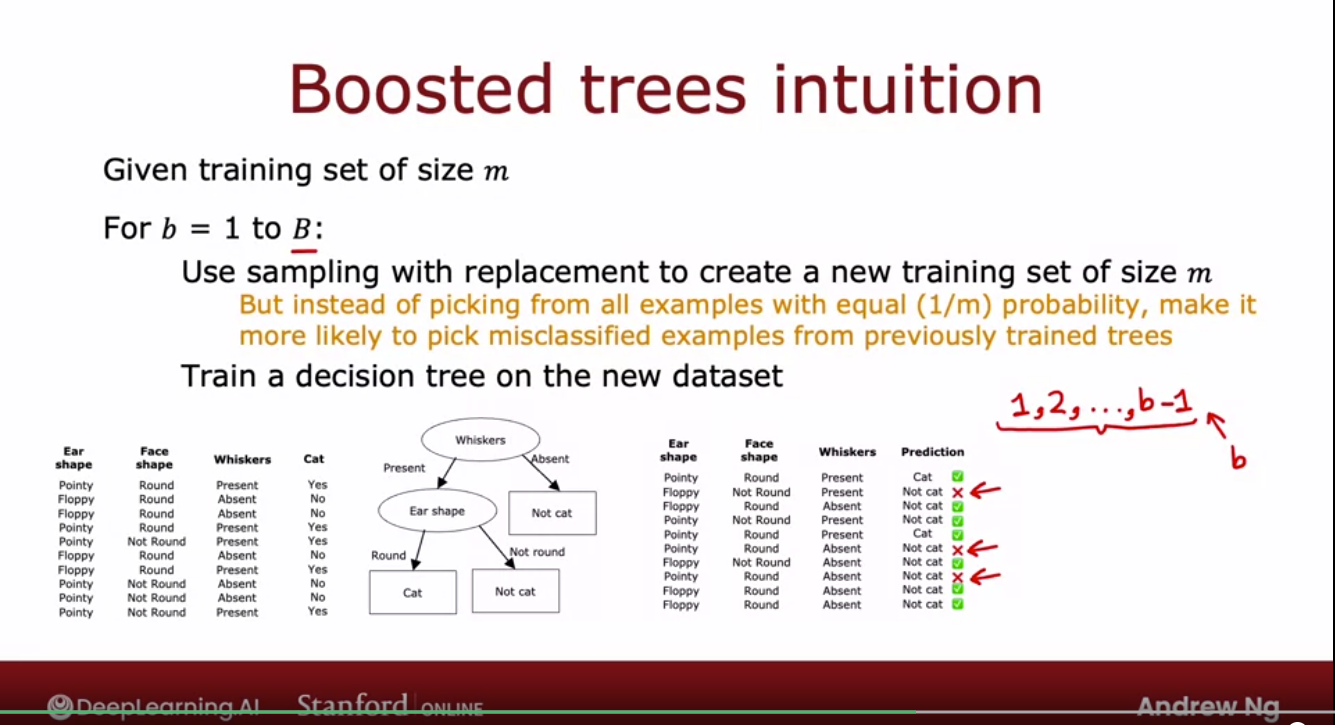 Boosted trees intuition
Given training set of size m
For b = 1 to B:
Use sampling with replacement to create a new training set of size m
But instead of picking from all examples with equal (1/m) probability, make it
more likely to pick misclassified examples from previously trained trees
Train a decision tree on the new dataset
1,2,...,b-1
b
Ear shape Face shape Whiskers Cat
Pointy Round Present Yes
Floppy Round Absent No
Floppy Round Absent No
Pointy Round Present Yes
Pointy Not Round Present Yes
Floppy Round Absent No
Floppy Round Present Yes
Pointy Not Round Absent No
Pointy Not Round Absent No
Pointy Not Round Present Yes
Whiskers
Present Absent
Ear shape Not cat
Round Not round
Cat Not cat
Ear shape Face shape Whiskers Prediction
Pointy Round Present Cat ✅
Floppy Not Round Present Not cat ❌
Floppy Round Absent Not cat ✅
Pointy Not Round Present Not cat ✅
Pointy Round Present Cat ✅
Pointy Round Absent Not cat ❌
Floppy Not Round Absent Not cat ✅
Pointy Round Absent Not cat ❌
Floppy Round Absent Not cat ✅
Floppy Round Absent Not cat ✅
DeepLearning.AI Stanford ONLINE Andrew Ng